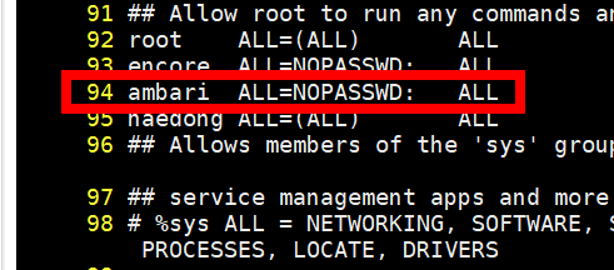 91 ## Allow root to run any commands
92 root    ALL=(ALL)       ALL
93 encore  ALL=NOPASSWD:   ALL
94 ambari  ALL=NOPASSWD:   ALL
95 haedong ALL=(ALL)       ALL
96 ## Allows members of the 'sys'
97 ## service management apps and more
98 # %sys ALL = NETWORKING, SOFTWARE,
PROCESSES, LOCATE, DRIVERS